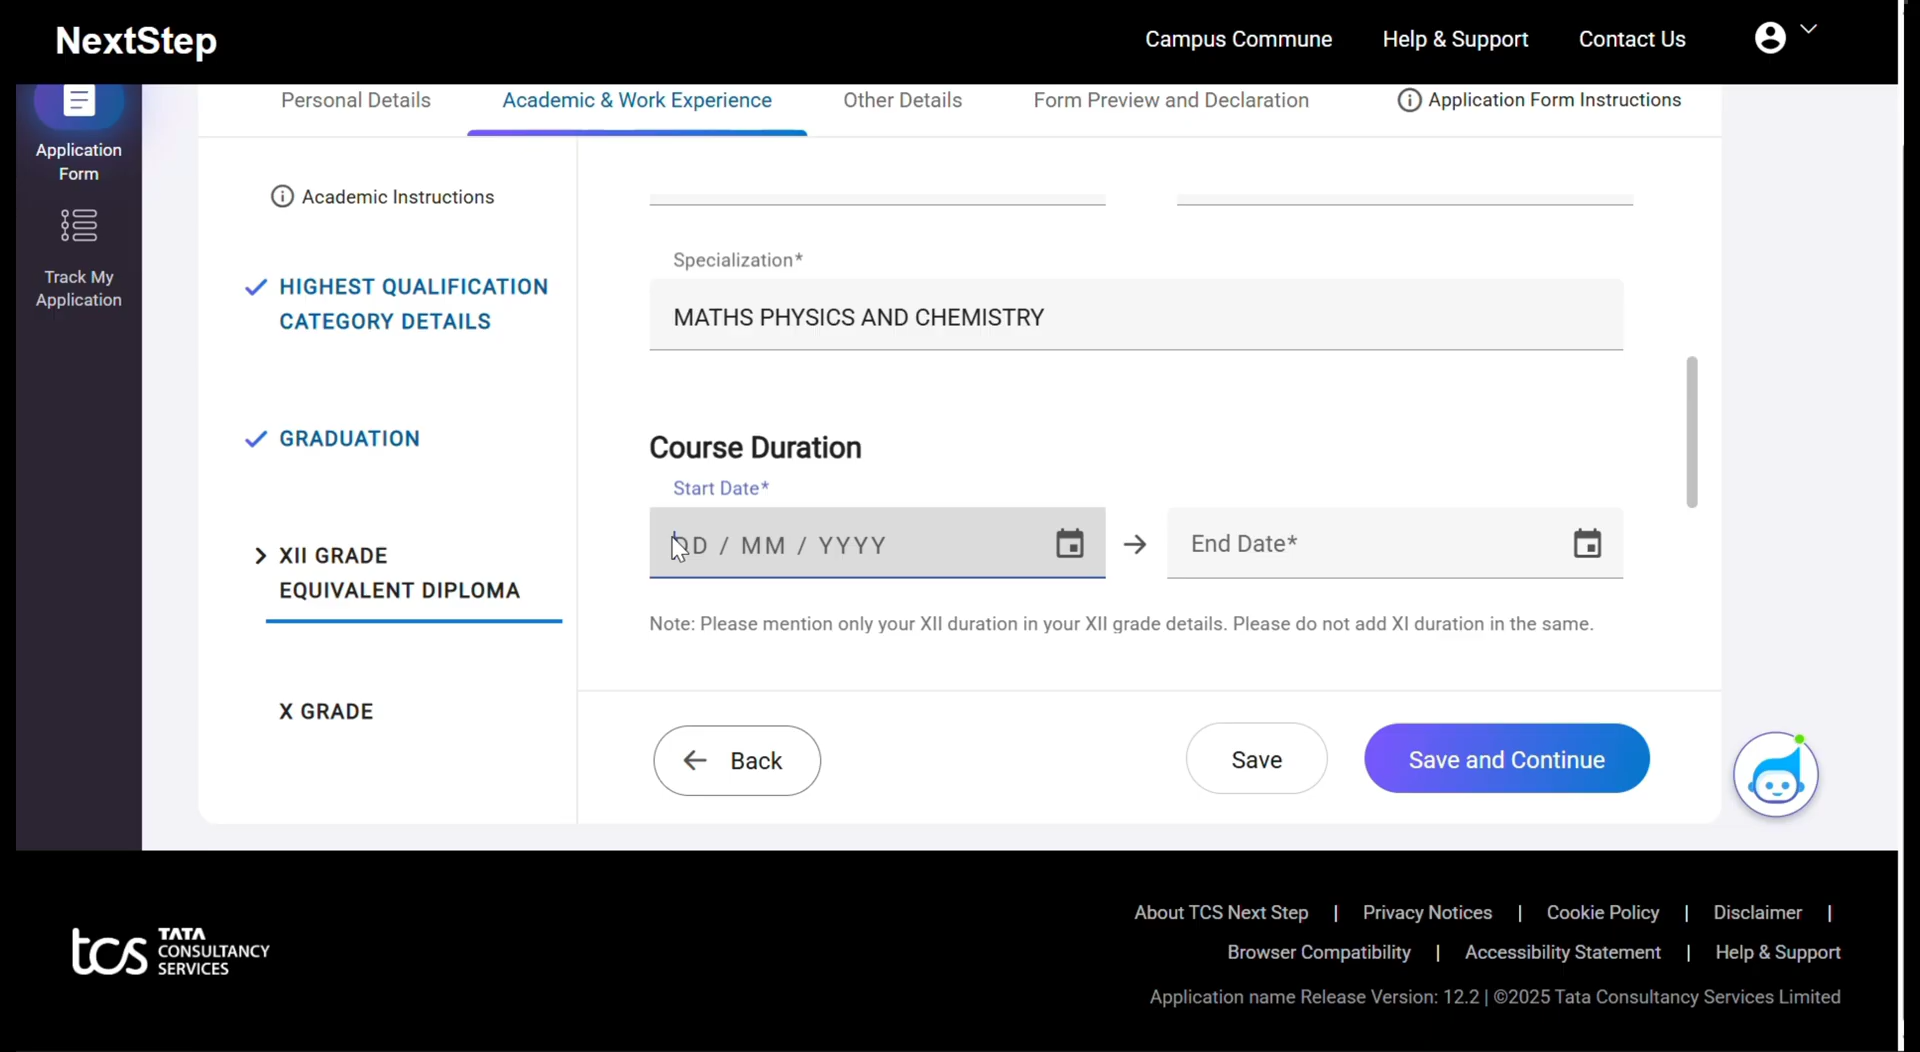 NextStep
Campus Commune
Help & Support
Contact Us
Personal Details
Academic & Work Experience
Other Details
Form Preview and Declaration
Application Form Instructions
Application
Form
Track My
Application
Academic Instructions
HIGHEST QUALIFICATION
CATEGORY DETAILS
GRADUATION
XII GRADE
EQUIVALENT DIPLOMA
X GRADE
Specialization*
MATHS PHYSICS AND CHEMISTRY
Course Duration
Start Date*
DD / MM / YYYY
End Date*
Note: Please mention only your XII duration in your XII grade details. Please do not add XI duration in the same.
Back
Save
Save and Continue
tcs TATA
CONSULTANCY
SERVICES
About TCS Next Step | Privacy Notices | Cookie Policy | Disclaimer |
Browser Compatibility | Accessibility Statement | Help & Support
Application name Release Version: 12.2 | ©2025 Tata Consultancy Services Limited